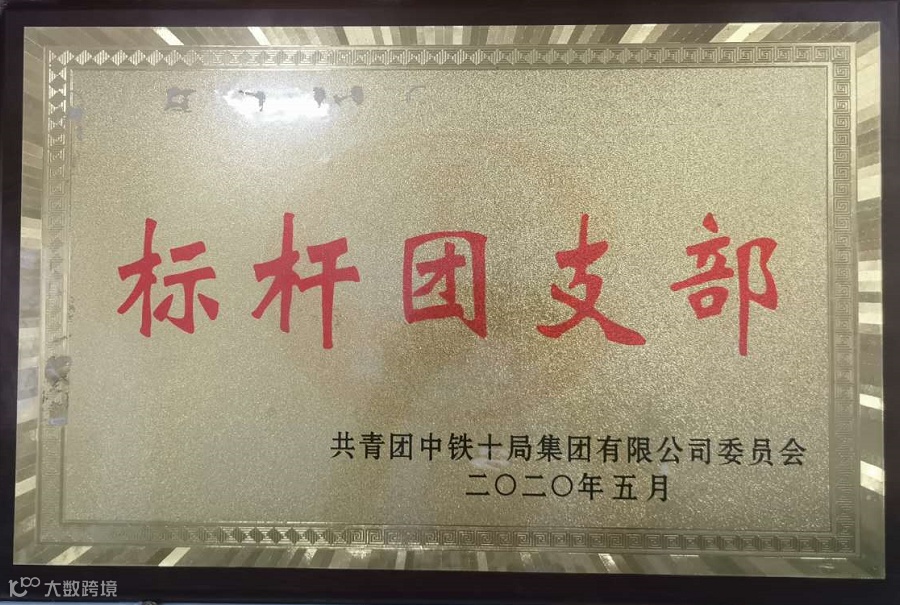 标杆团支部
共青团中铁十局集团有限公司委员会
二〇二〇年五月
大数跨境